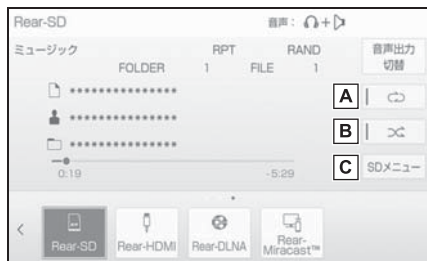 Rear-SD 音声： +
ミュージック RPT RAND 音声出力切替
FOLDER 1 FILE 1
******************
A
******************
B
******************
C SDメニュー
0:19 -5:29
< Rear-SD Rear-HDMI Rear-DLNA Rear-Miracast™